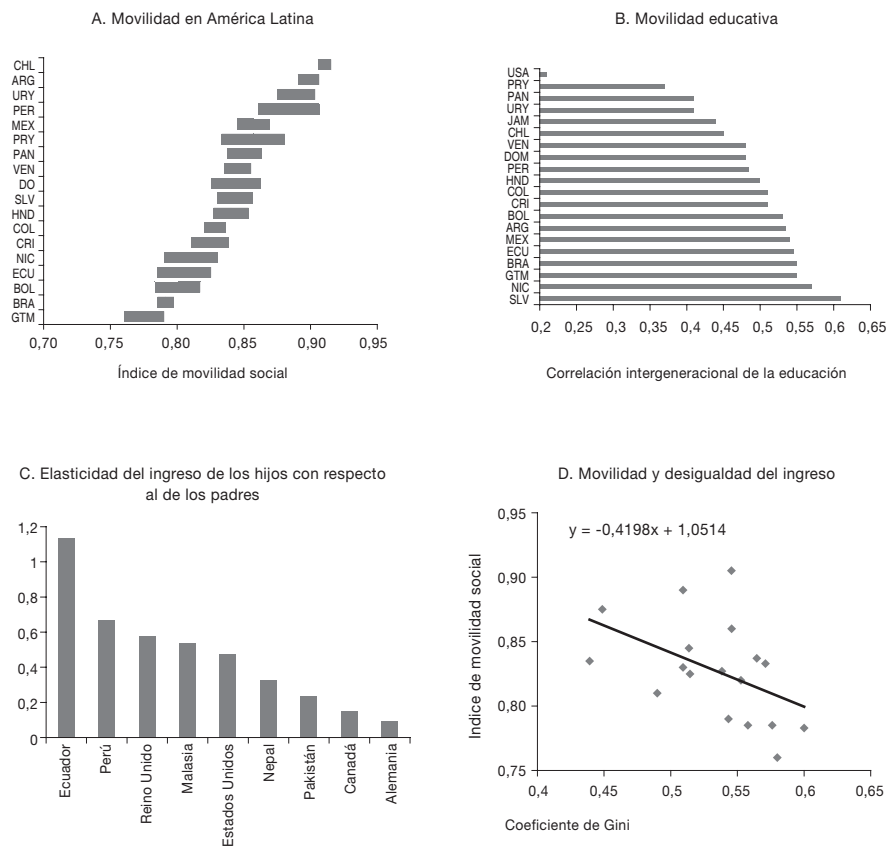 A. Movilidad en América Latina
CHL
ARG
URY
PER
MEX
PRY
PAN
VEN
DO
SLV
HND
COL
CRI
NIC
ECU
BOL
BRA
GTM
0,70 0,75 0,80 0,85 0,90 0,95
Índice de movilidad social
B. Movilidad educativa
USA
PRY
PAN
URY
JAM
CHL
VEN
DOM
PER
HND
COL
CRI
BOL
ARG
MEX
ECU
BRA
GTM
NIC
SLV
0,2 0,25 0,3 0,35 0,4 0,45 0,5 0,55 0,6 0,65
Correlación intergeneracional de la educación
C. Elasticidad del ingreso de los hijos con respecto
al de los padres
1,2
1
0,8
0,6
0,4
0,2
0
Ecuador
Perú
Reino Unido
Malasia
Estados Unidos
Nepal
Pakistán
Canadá
Alemania
D. Movilidad y desigualdad del ingreso
Indice de movilidad social
0,95
0,90
0,85
0,80
0,75
y = -0,4198x + 1,0514
0,4 0,45 0,5 0,55 0,6 0,65
Coeficiente de Gini